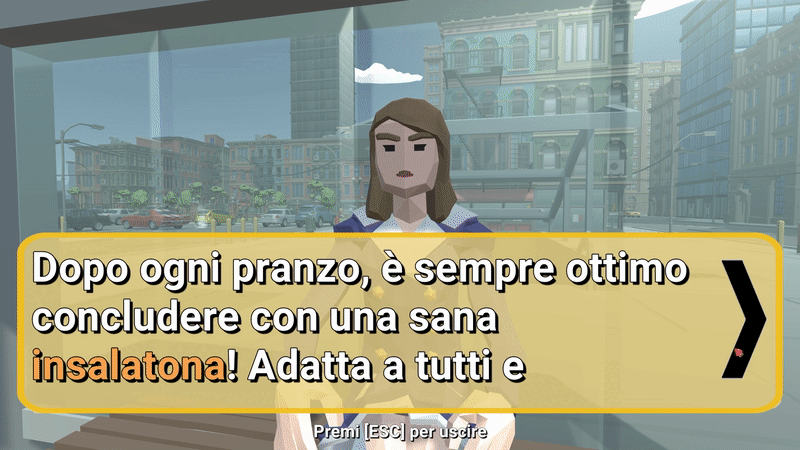 Dopo ogni pranzo, è sempre ottimo
concludere con una sana
insalatona! Adatta a tutti e
Premi [ESC] per uscire